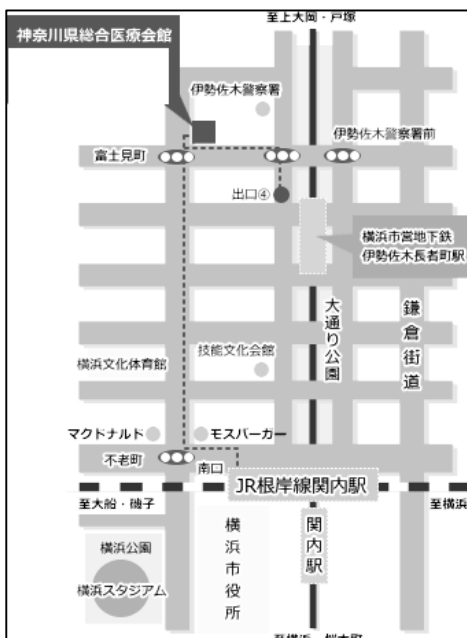 至上大岡・戸塚
神奈川県総合医療会館
伊勢佐木警察署
伊勢佐木警察署前
富士見町
出口④
横浜市営地下鉄
伊勢佐木長者町駅
大通り公園
鎌倉街道
横浜文化体育館
技能文化会館
マクドナルド
モスバーガー
不老町
南口
JR根岸線関内駅
至大船・磯子
至横浜
横浜公園
横浜スタジアム
横浜市役所
関内駅
至横浜・桜木町